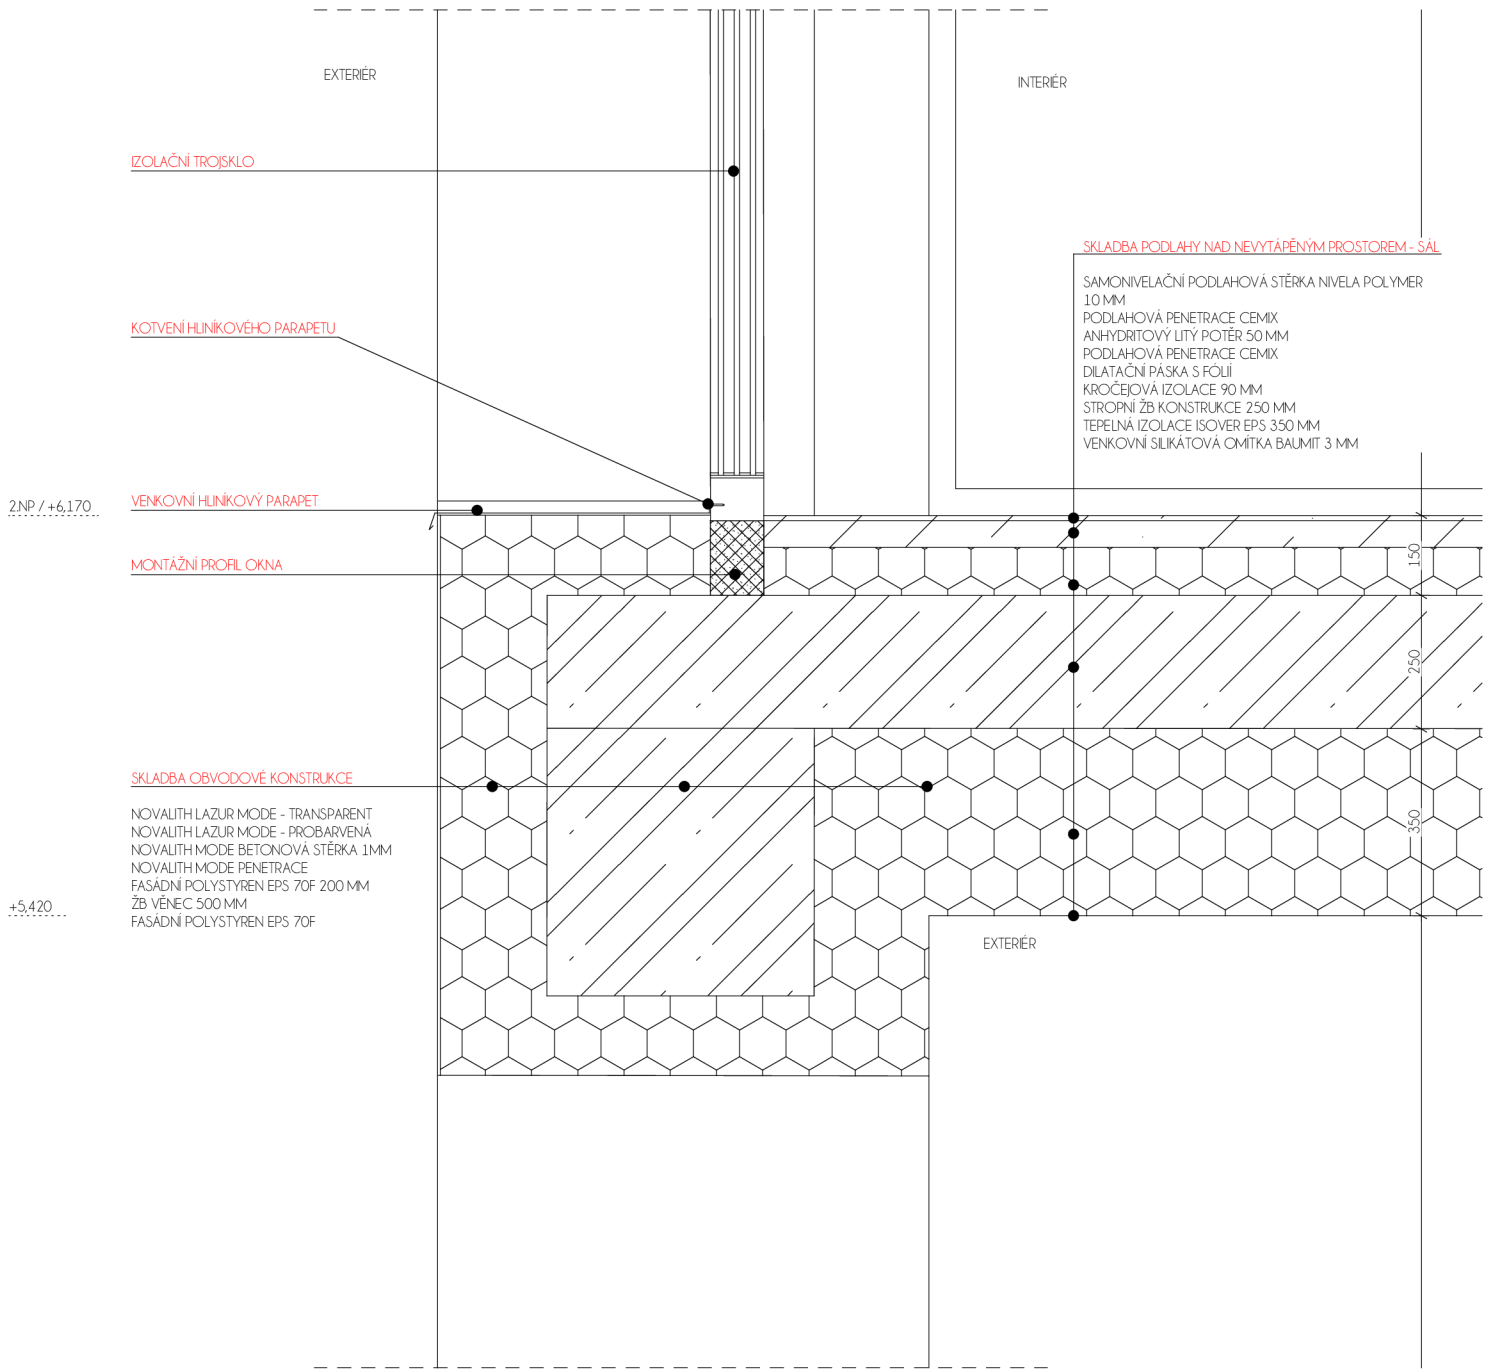 EXTERIÉR
INTERIÉR
IZOLAČNÍ TROJSKLO
SKLADBA PODLAHY NAD NEVYTÁPĚNÝM PROSTOREM - SÁL
SAMONIVELAČNÍ PODLAHOVÁ STĚRKA NIVELA POLYMER
10 MM
PODLAHOVÁ PENETRACE CEMIX
ANHYDRITOVÝ LITÝ POTĚR 50 MM
PODLAHOVÁ PENETRACE CEMIX
DILATAČNÍ PÁSKA S FÓLIÍ
KROČEJOVÁ IZOLACE 90 MM
STROPNÍ ŽB KONSTRUKCE 250 MM
TEPELNÁ IZOLACE ISOVER EPS 350 MM
VENKOVNÍ SILIKÁTOVÁ OMÍTKA BAUMIT 3 MM
KOTVENÍ HLINÍKOVÉHO PARAPETU
VENKOVNÍ HLINÍKOVÝ PARAPET
2.NP / +6,170
MONTÁŽNÍ PROFIL OKNA
150
250
350
SKLADBA OBVODOVÉ KONSTRUKCE
NOVALITH LAZUR MODE - TRANSPARENT
NOVALITH LAZUR MODE - PROBARVENÁ
NOVALITH MODE BETONOVÁ STĚRKA 1MM
NOVALITH MODE PENETRACE
FASÁDNÍ POLYSTYREN EPS 70F 200 MM
ŽB VĚNEC 500 MM
FASÁDNÍ POLYSTYREN EPS 70F
+5,420
EXTERIÉR